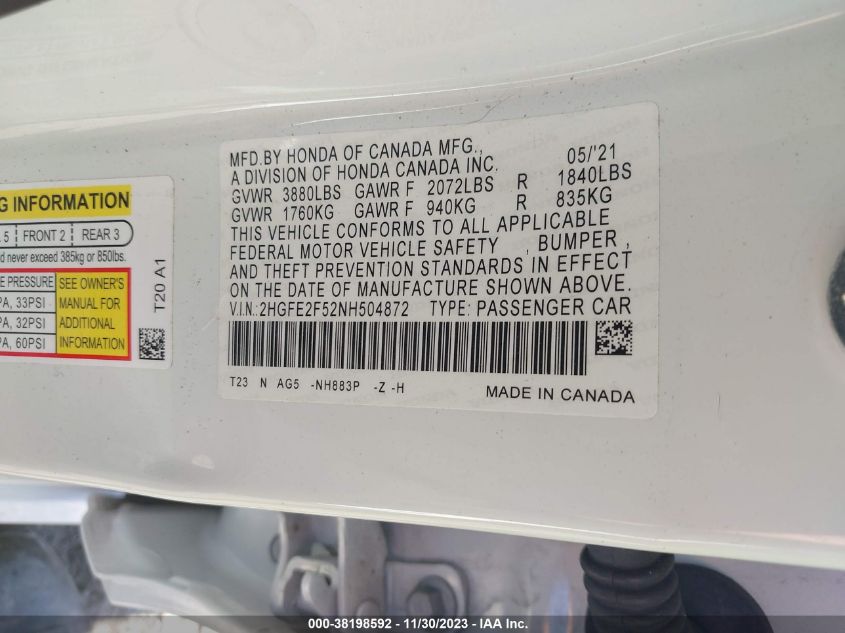 MFD.BY HONDA OF CANADA MFG., 05/'21
A DIVISION OF HONDA CANADA INC.
GVWR 3880LBS GAWR F 2072LBS R 1840LBS
GVWR 1760KG GAWR F 940KG R 835KG
THIS VEHICLE CONFORMS TO ALL APPLICABLE
FEDERAL MOTOR VEHICLE SAFETY , BUMPER ,
AND THEFT PREVENTION STANDARDS IN EFFECT
ON THE DATE OF MANUFACTURE SHOWN ABOVE.
V.I.N.:2HGFE2F52NH504872 TYPE: PASSENGER CAR
T23 N AG5 -NH883P -Z -H
MADE IN CANADA
G INFORMATION
5 FRONT 2 REAR 3
d never exceed 385kg or 850lbs.
E PRESSURE
PA, 33PSI
PA, 32PSI
PA, 60PSI
SEE OWNER'S
MANUAL FOR
ADDITIONAL
INFORMATION
T20 A1
000-38198592 - 11/30/2023 - IAAI Inc.